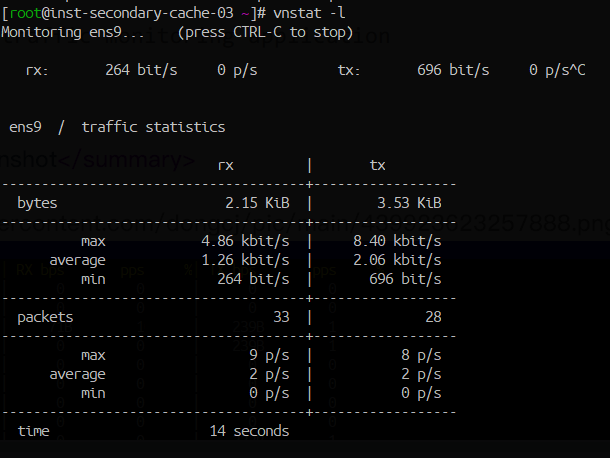 [root@inst-secondary-cache-03 ~]# vnstat -l
Monitoring ens9...    (press CTRL-C to stop)
   rx:       264 bit/s     0 p/s          tx:       696 bit/s     0 p/s^C
 ens9  /  traffic statistics
                           rx         |       tx
--------------------------------------+------------------
  bytes                     2.15 KiB  |        3.53 KiB
--------------------------------------+------------------
          max            4.86 kbit/s  |     8.40 kbit/s
      average            1.26 kbit/s  |     2.06 kbit/s
          min              264 bit/s  |       696 bit/s
--------------------------------------+------------------
  packets                         33  |              28
--------------------------------------+------------------
          max                  9 p/s  |           8 p/s
      average                  2 p/s  |           2 p/s
          min                  0 p/s  |           0 p/s
--------------------------------------+------------------
  time                    14 seconds